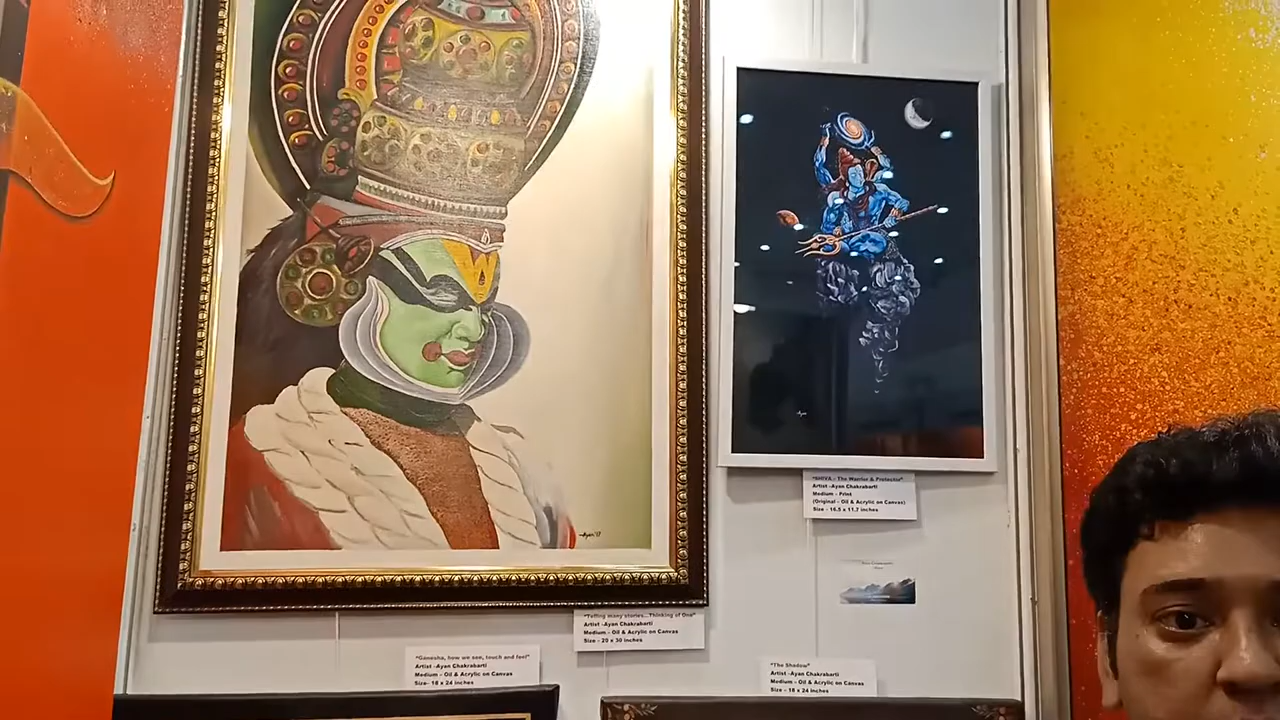 "SHIVA - The Warrior & Protector"
Artist -Ayan Chakrabarti
Medium - Print
(Original - Oil & Acrylic on Canvas)
Size - 16.5 x 11.7 inches
Ayan'17
Ayan
"Telling many stories...Thinking of One"
Artist -Ayan Chakrabarti
Medium - Oil & Acrylic on Canvas
Size - 20 x 30 inches
"Ganesha, how we see, touch and feel"
Artist -Ayan Chakrabarti
Medium - Oil & Acrylic on Canvas
Size- 18 x 24 inches
"The Shadow"
Artist -Ayan Chakrabarti
Medium - Oil & Acrylic on Canvas
Size - 18 x 24 inches